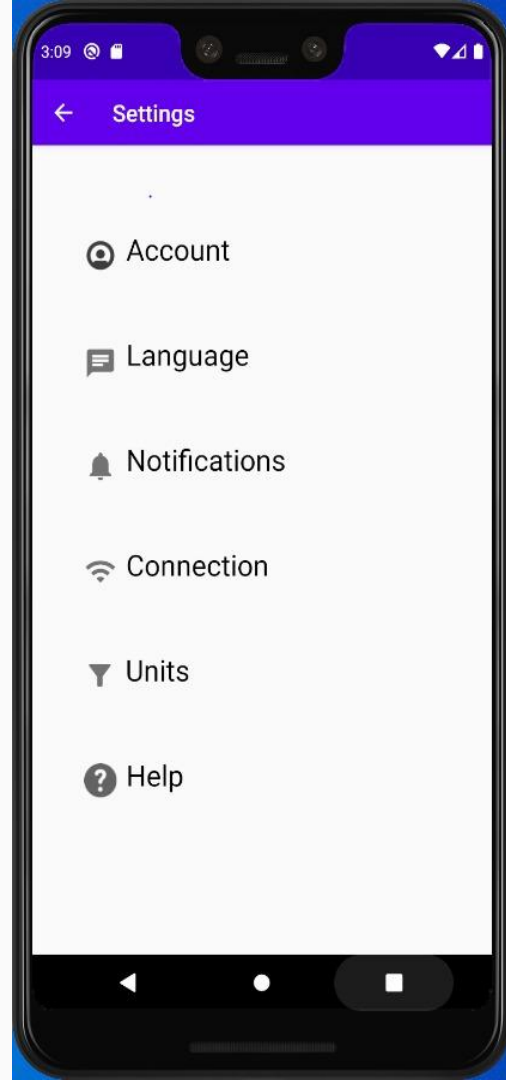 3:09
Settings
Account
Language
Notifications
Connection
Units
Help